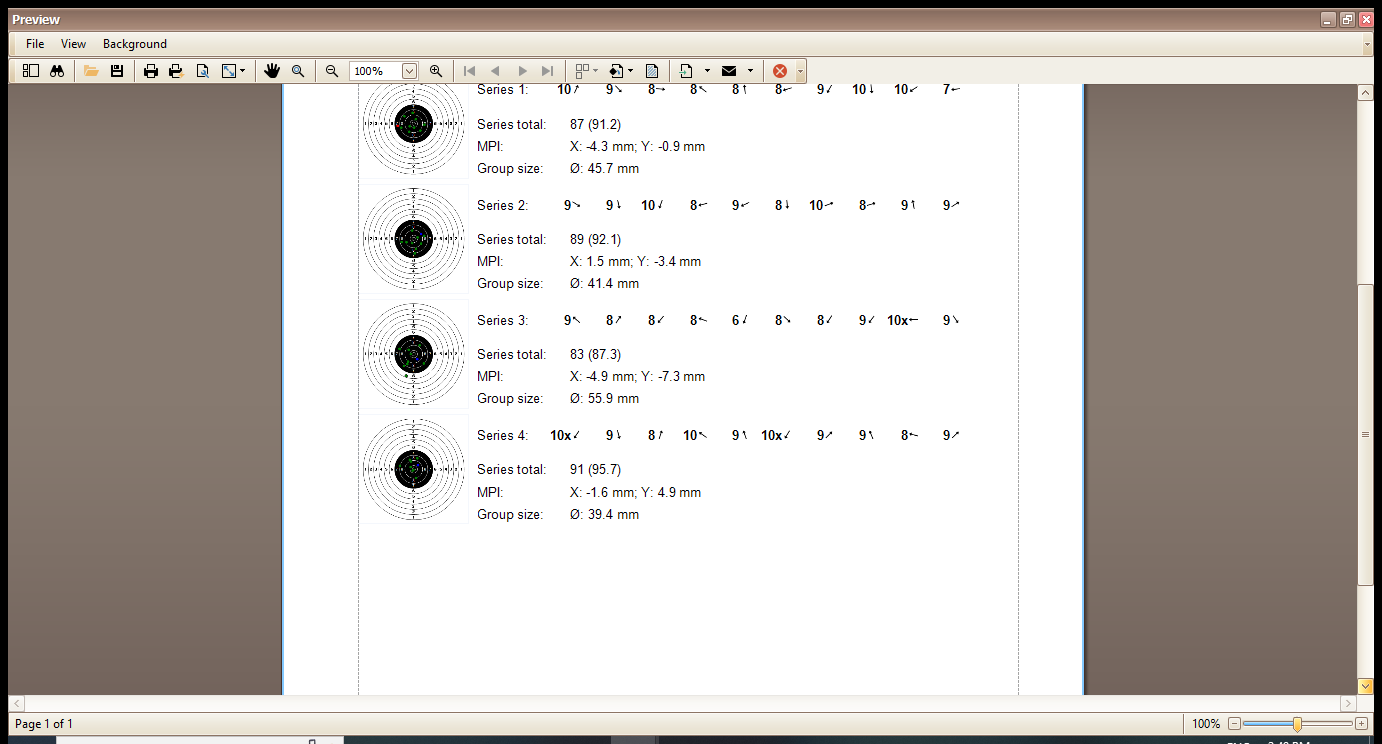 Preview
File View Background
100%
Series 1: 10 9 8 8 8 8 9 10 10 7
Series total: 87 (91.2)
MPI: X: -4.3 mm; Y: -0.9 mm
Group size: Ø: 45.7 mm
Series 2: 9 9 10 8 9 8 10 8 9 9
Series total: 89 (92.1)
MPI: X: 1.5 mm; Y: -3.4 mm
Group size: Ø: 41.4 mm
Series 3: 9 8 8 8 6 8 8 9 10x 9
Series total: 83 (87.3)
MPI: X: -4.9 mm; Y: -7.3 mm
Group size: Ø: 55.9 mm
Series 4: 10x 9 8 10 9 10x 9 9 8 9
Series total: 91 (95.7)
MPI: X: -1.6 mm; Y: 4.9 mm
Group size: Ø: 39.4 mm
Page 1 of 1
100%